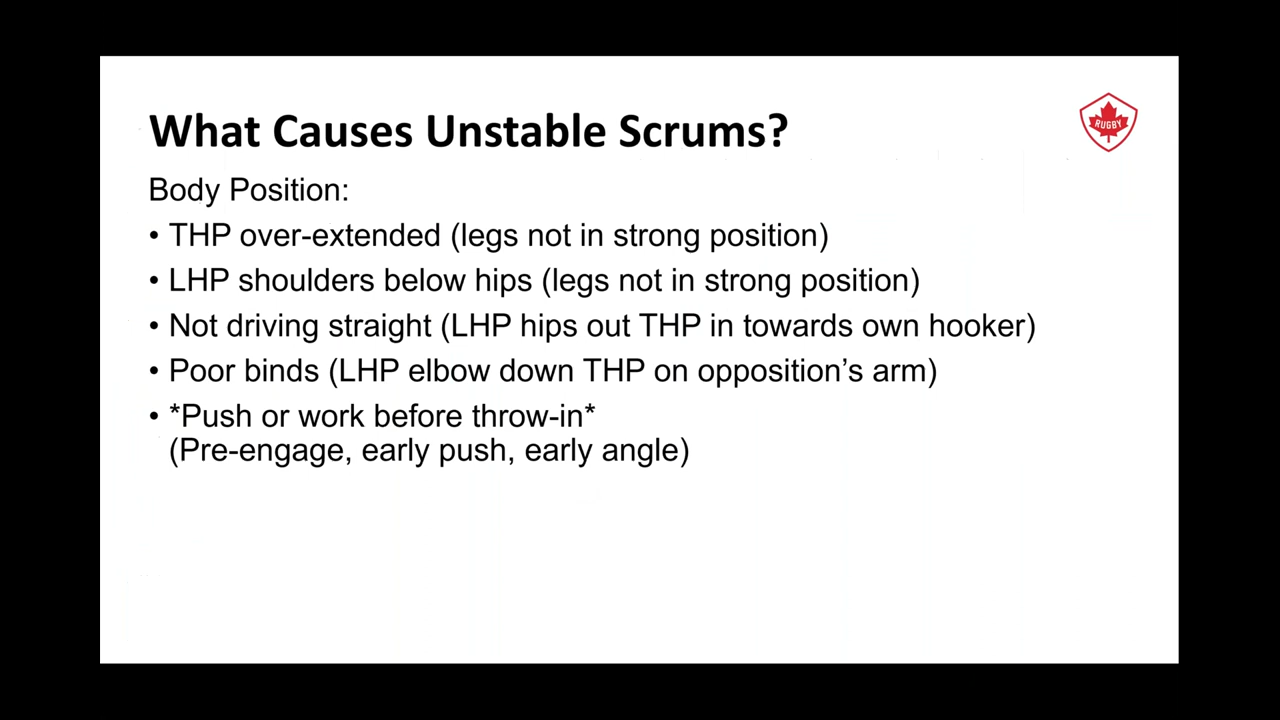 What Causes Unstable Scrums?
RUGBY
Body Position:
• THP over-extended (legs not in strong position)
• LHP shoulders below hips (legs not in strong position)
• Not driving straight (LHP hips out THP in towards own hooker)
• Poor binds (LHP elbow down THP on opposition’s arm)
• *Push or work before throw-in*
(Pre-engage, early push, early angle)